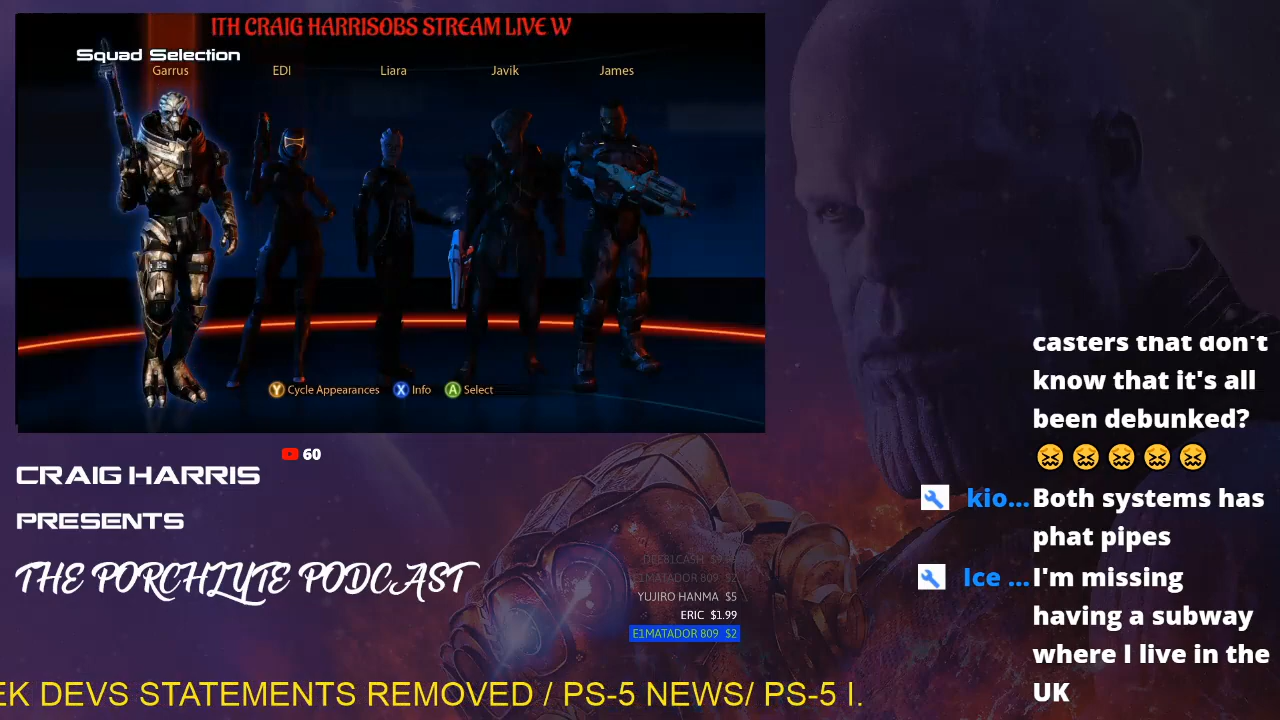 ITH CRAIG HARRISOBS STREAM LIVE W
Squad Selection
Garrus EDI Liara Javik James
Y Cycle Appearances X Info A Select
60
CRAIG HARRIS
PRESENTS
THE PORCHLYTE PODCAST
E1MATADOR 809 $2
YUJIRO HANMA $5
ERIC $1.99
E1MATADOR 809 $2
casters that don't
know that it's all
been debunked?
😖 😖 😖 😖 😖
kio... Both systems has
phat pipes
Ice ... I'm missing
having a subway
where I live in the
UK
EK DEVS STATEMENTS REMOVED / PS-5 NEWS/ PS-5 I.